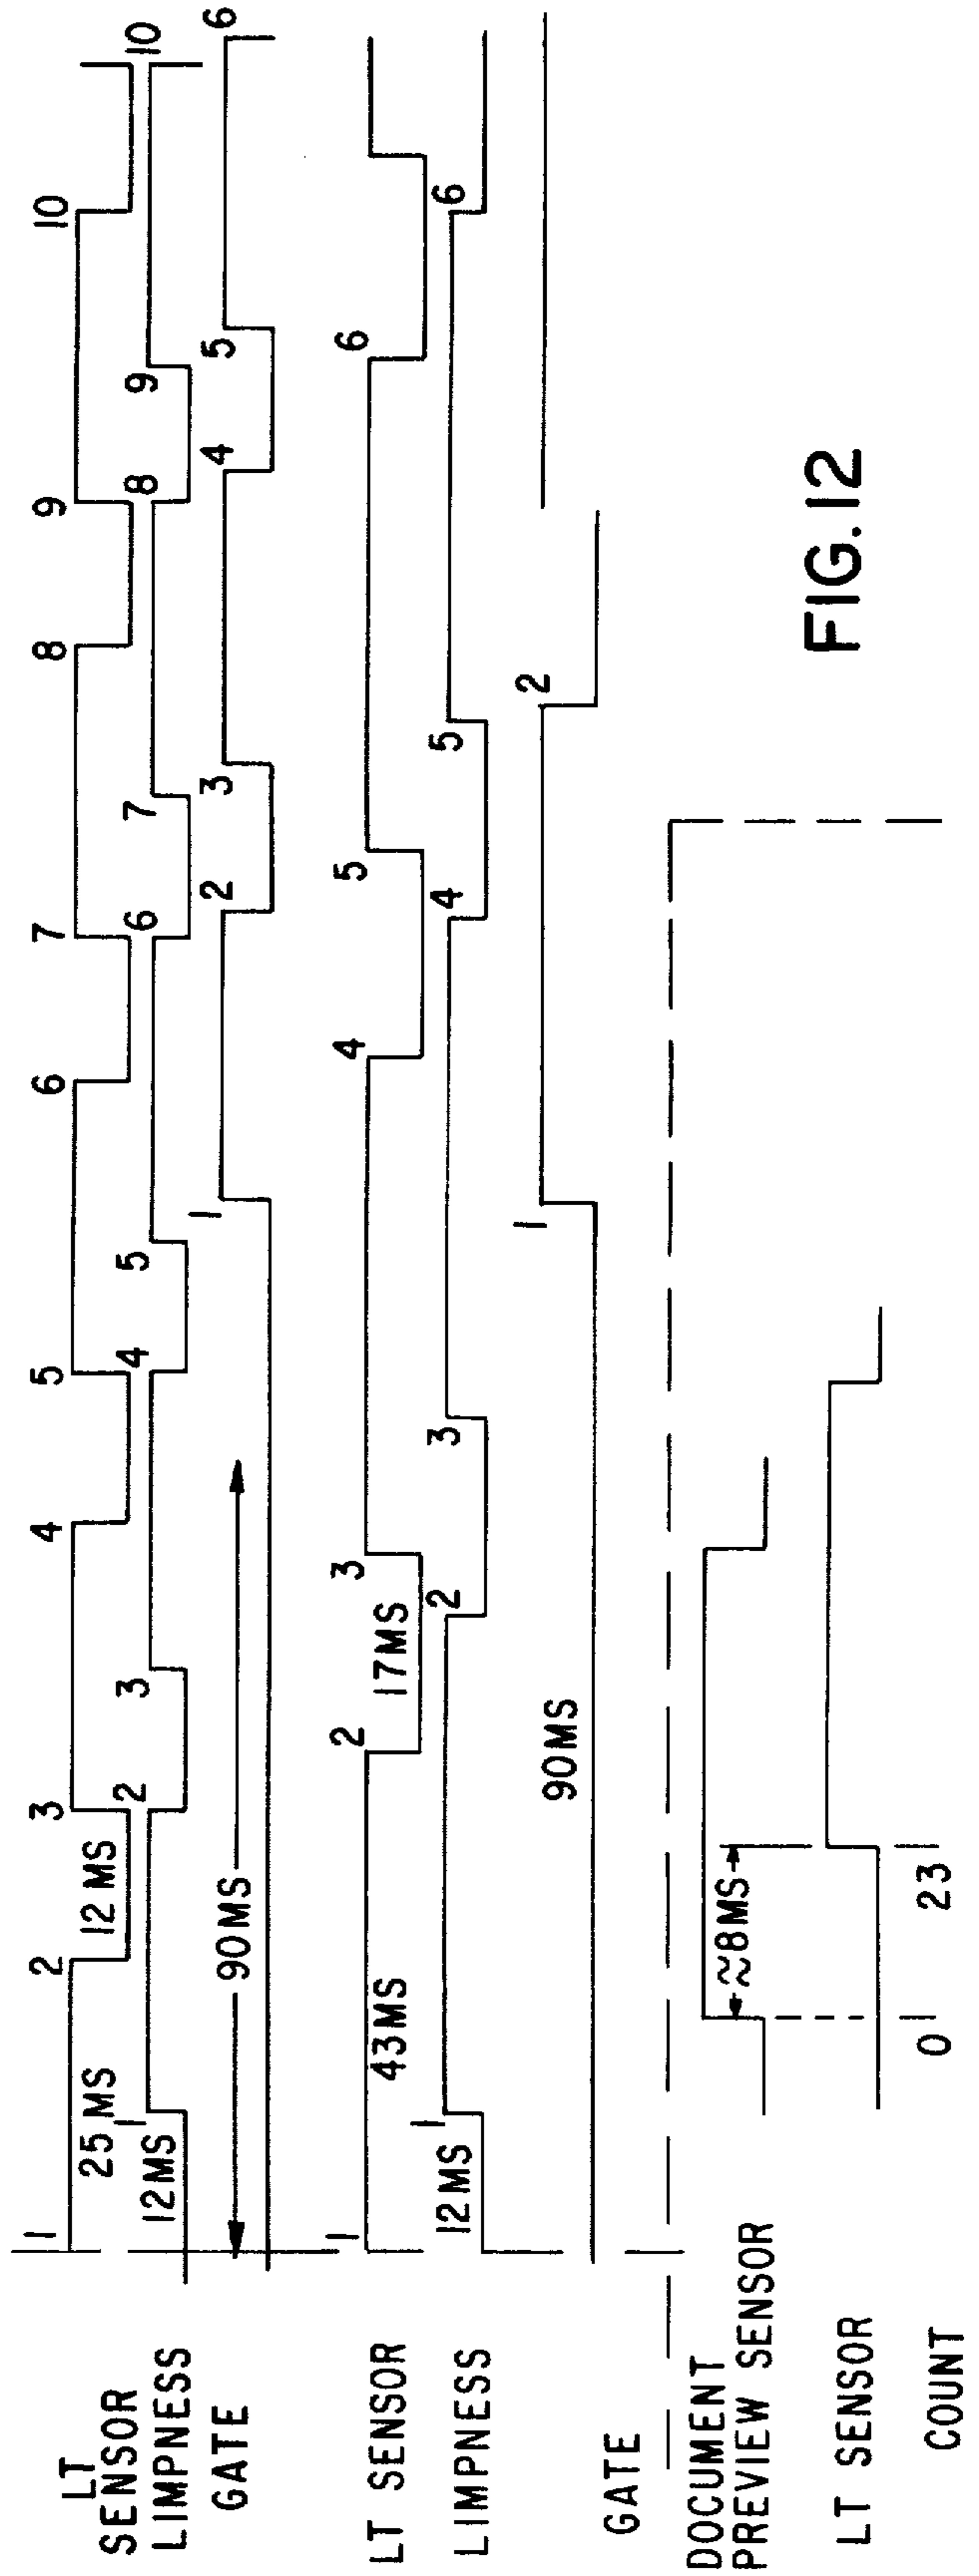 1 2 3 4 5 6 7 8 9 10
LT
SENSOR
25 MS 12 MS
1 2 3 4 5 6 7 8 9 10
LIMPNESS
12MS
1 2 3 4 5 6
GATE
90MS
1 2 3 4 5 6
LT SENSOR
43MS 17MS
1 2 3 4 5 6
LIMPNESS
12MS
1 2
GATE
90MS
DOCUMENT
PREVIEW SENSOR
≈8MS
LT SENSOR
COUNT
0 23
FIG.12